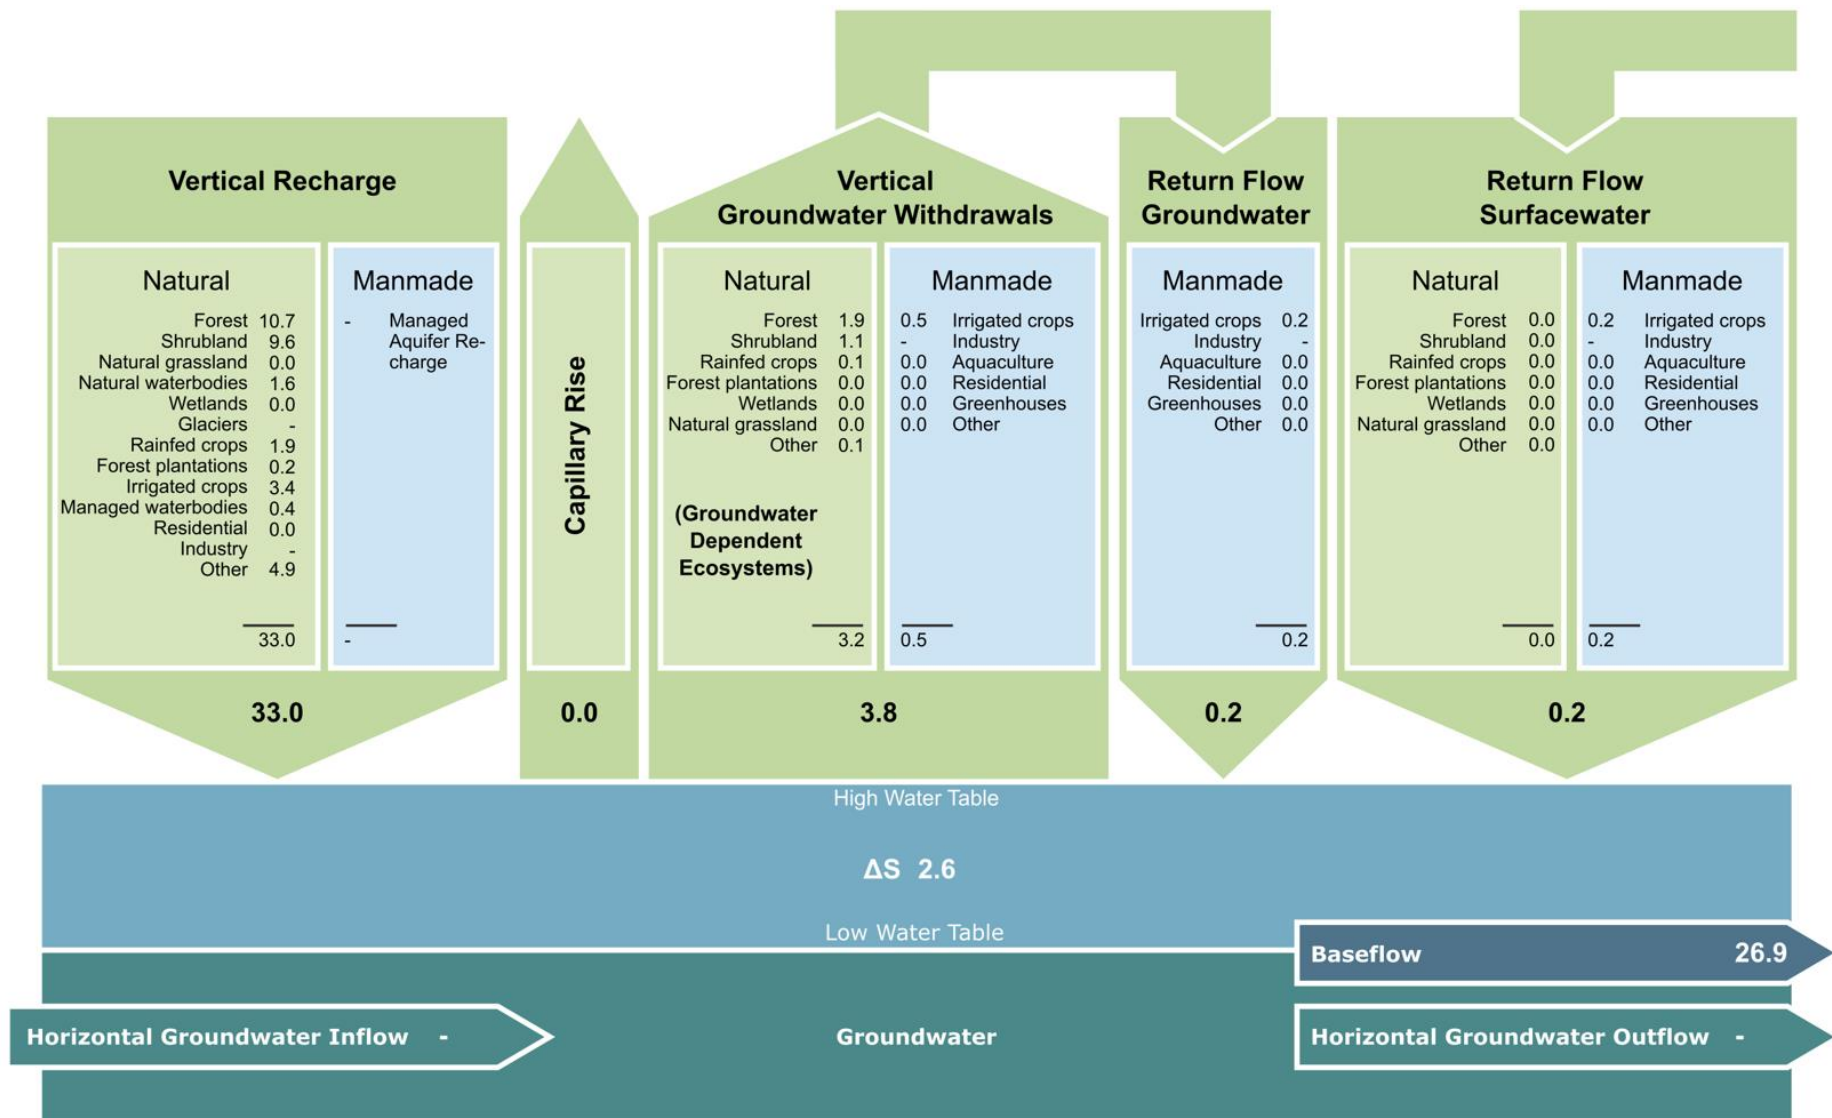 Vertical Recharge
Natural
Forest 10.7
Shrubland 9.6
Natural grassland 0.0
Natural waterbodies 1.6
Wetlands 0.0
Glaciers -
Rainfed crops 1.9
Forest plantations 0.2
Irrigated crops 3.4
Managed waterbodies 0.4
Residential 0.0
Industry -
Other 4.9
33.0
Manmade
- Managed
Aquifer Re-
charge
-
33.0
Capillary Rise
0.0
Vertical
Groundwater Withdrawals
Natural
Forest 1.9
Shrubland 1.1
Rainfed crops 0.1
Forest plantations 0.0
Wetlands 0.0
Natural grassland 0.0
Other 0.1
(Groundwater
Dependent
Ecosystems)
3.2
Manmade
0.5 Irrigated crops
- Industry
0.0 Aquaculture
0.0 Residential
0.0 Greenhouses
0.0 Other
0.5
3.8
Return Flow
Groundwater
Manmade
Irrigated crops 0.2
Industry -
Aquaculture 0.0
Residential 0.0
Greenhouses 0.0
Other 0.0
0.2
0.2
Return Flow
Surfacewater
Natural
Forest 0.0
Shrubland 0.0
Rainfed crops 0.0
Forest plantations 0.0
Wetlands 0.0
Natural grassland 0.0
Other 0.0
0.0
Manmade
0.2 Irrigated crops
- Industry
0.0 Aquaculture
0.0 Residential
0.0 Greenhouses
0.0 Other
0.2
0.2
High Water Table
ΔS 2.6
Low Water Table
Baseflow 26.9
Horizontal Groundwater Inflow -
Groundwater
Horizontal Groundwater Outflow -